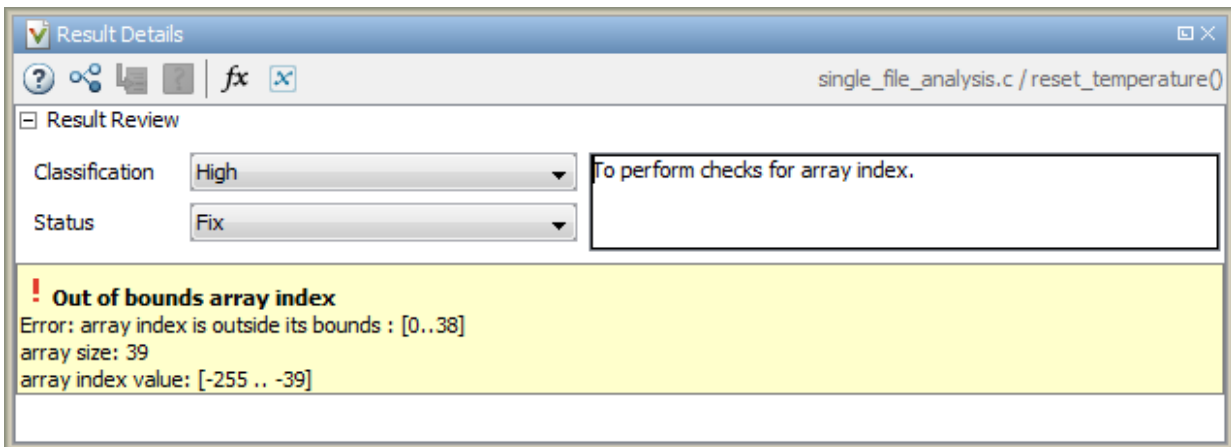 Result Details
fx x single_file_analysis.c / reset_temperature()
Result Review
Classification High To perform checks for array index.
Status Fix
! Out of bounds array index
Error: array index is outside its bounds : [0..38]
array size: 39
array index value: [-255 .. -39]